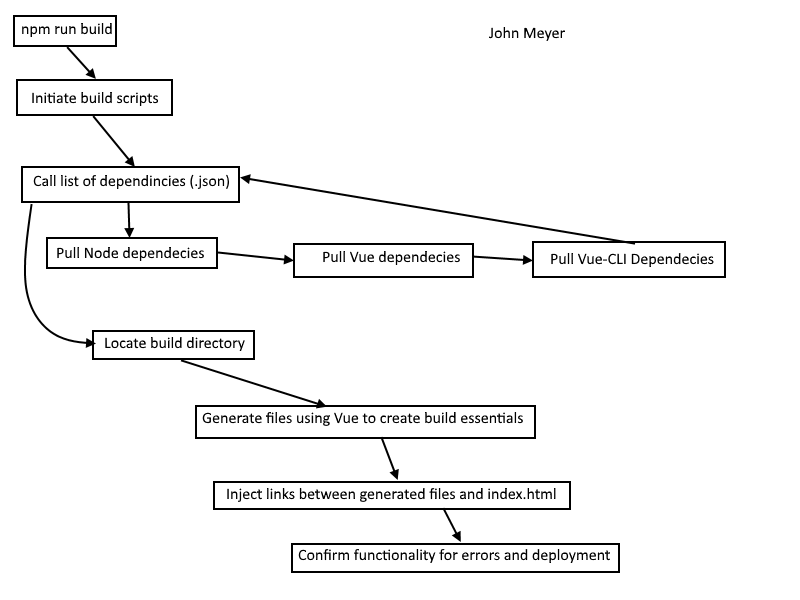 npm run build
John Meyer
Initiate build scripts
Call list of dependincies (.json)
Pull Node dependecies
Pull Vue dependecies
Pull Vue-CLI Dependecies
Locate build directory
Generate files using Vue to create build essentials
Inject links between generated files and index.html
Confirm functionality for errors and deployment